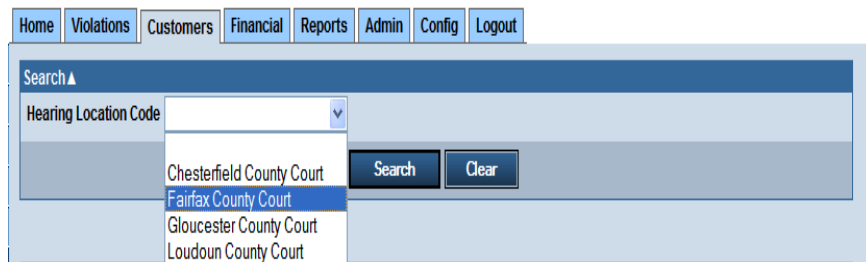 Home Violations Customers Financial Reports Admin Config Logout
Search▲
Hearing Location Code
Chesterfield County Court Search Clear
Fairfax County Court
Gloucester County Court
Loudoun County Court